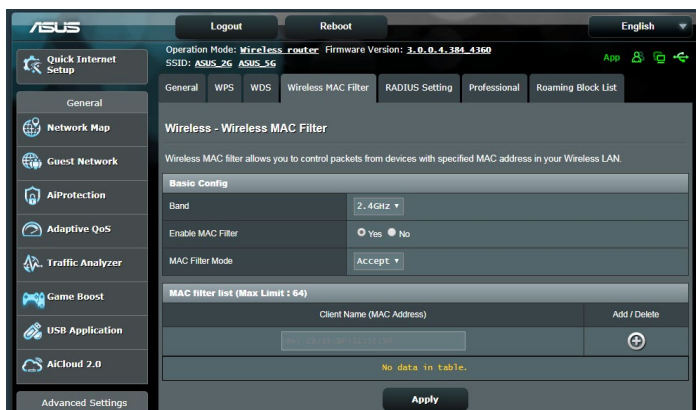 ASUS
Logout
Reboot
English
Operation Mode: Wireless router Firmware Version: 3.0.0.4.384_4360
SSID: ASUS_2G ASUS_5G
App
Quick Internet
Setup
General
Network Map
Guest Network
AiProtection
Adaptive QoS
Traffic Analyzer
Game Boost
USB Application
AiCloud 2.0
Advanced Settings
General WPS WDS Wireless MAC Filter RADIUS Setting Professional Roaming Block List
Wireless - Wireless MAC Filter
Wireless MAC filter allows you to control packets from devices with specified MAC address in your Wireless LAN.
Basic Config
Band 2.4GHz
Enable MAC Filter Yes No
MAC Filter Mode Accept
MAC filter list (Max Limit : 64)
Client Name (MAC Address) Add / Delete
No data in table.
Apply